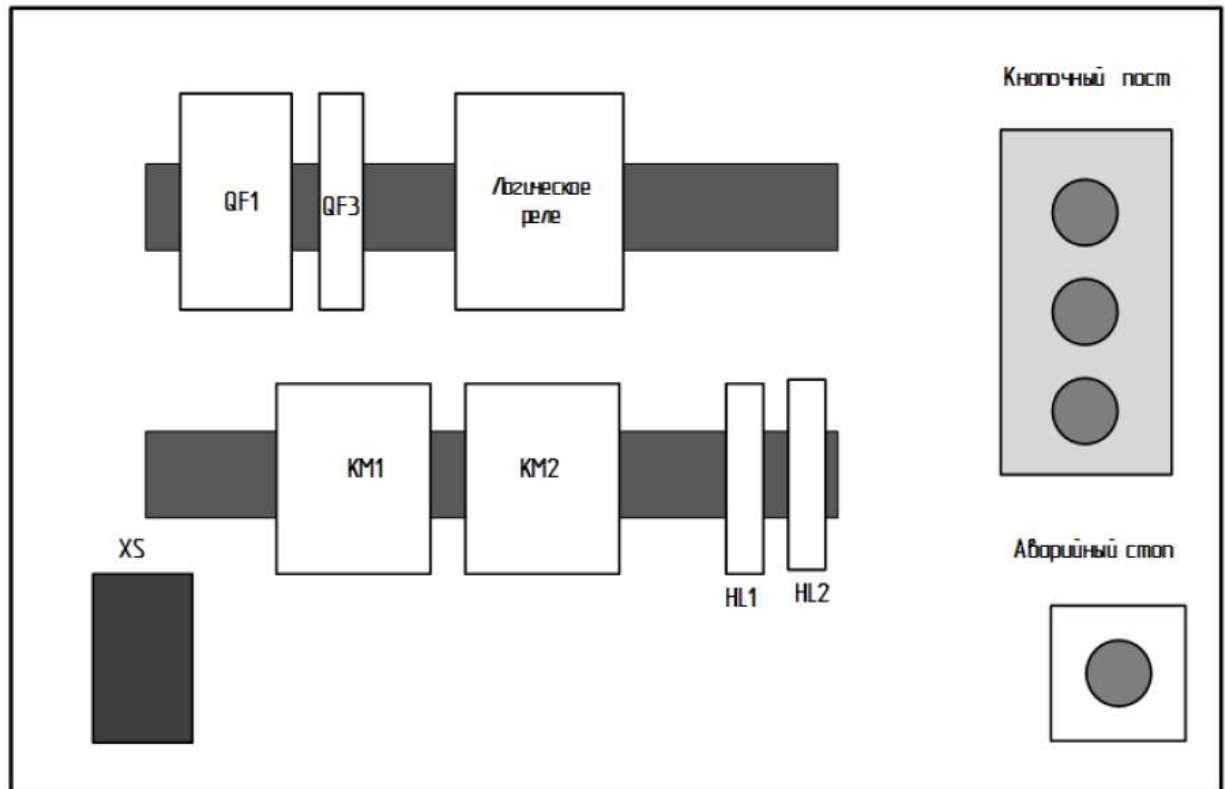 Кнопочный пост
QF1
QF3
Логическое
реле
KM1
KM2
XS
HL1
HL2
Аварийный стоп